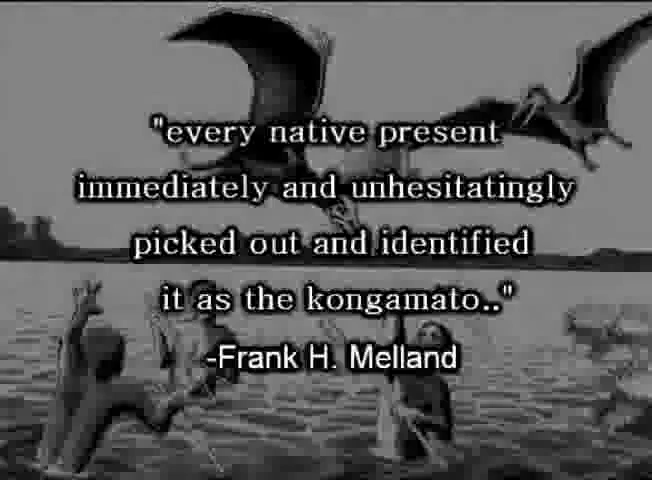 "every native present
immediately and unhesitatingly
picked out and identified
it as the kongamato.."
-Frank H. Melland